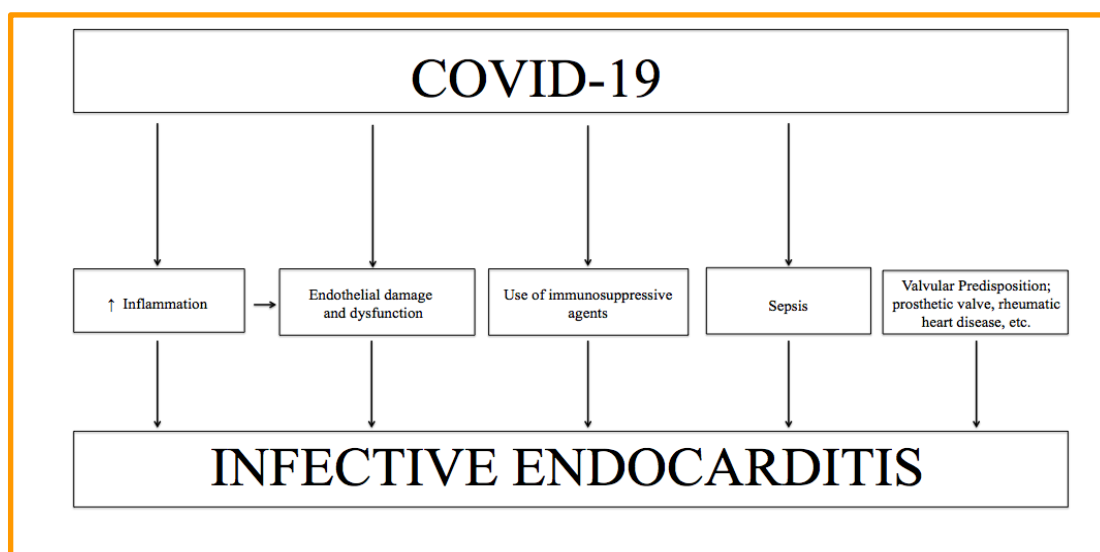 COVID-19
↑ Inflammation
Endothelial damage
and dysfunction
Use of immunosuppressive
agents
Sepsis
Valvular Predisposition;
prosthetic valve, rheumatic
heart disease, etc.
INFECTIVE ENDOCARDITIS